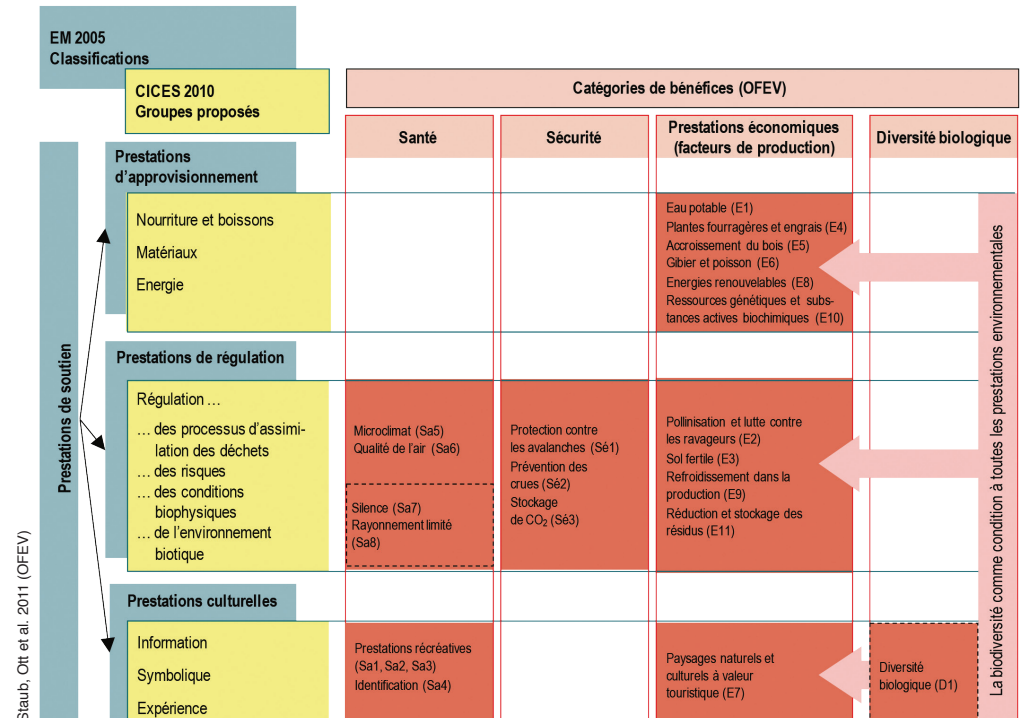 EM 2005
Classifications
CICES 2010
Groupes proposés
Catégories de bénéfices (OFEV)
Santé
Sécurité
Prestations économiques
(facteurs de production)
Diversité biologique
Prestations de soutien
Prestations
d’approvisionnement
Nourriture et boissons
Matériaux
Energie
Eau potable (E1)
Plantes fourragères et engrais (E4)
Accroissement du bois (E5)
Gibier et poisson (E6)
Energies renouvelables (E8)
Ressources génétiques et subs-
tances actives biochimiques (E10)
Prestations de régulation
Régulation …
… des processus d’assimi-
lation des déchets
… des risques
… des conditions
biophysiques
… de l’environnement
biotique
Microclimat (Sa5)
Qualité de l’air (Sa6)
Silence (Sa7)
Rayonnement limité
(Sa8)
Protection contre
les avalanches (Sé1)
Prévention des
crues (Sé2)
Stockage
de CO₂ (Sé3)
Pollinisation et lutte contre
les ravageurs (E2)
Sol fertile (E3)
Refroidissement dans la
production (E9)
Réduction et stockage des
résidus (E11)
Prestations culturelles
Information
Symbolique
Expérience
Prestations récréatives
(Sa1, Sa2, Sa3)
Identification (Sa4)
Paysages naturels et
culturels à valeur
touristique (E7)
Diversité
biologique (D1)
La biodiversité comme condition à toutes les prestations environnementales
Staub, Ott et al. 2011 (OFEV)